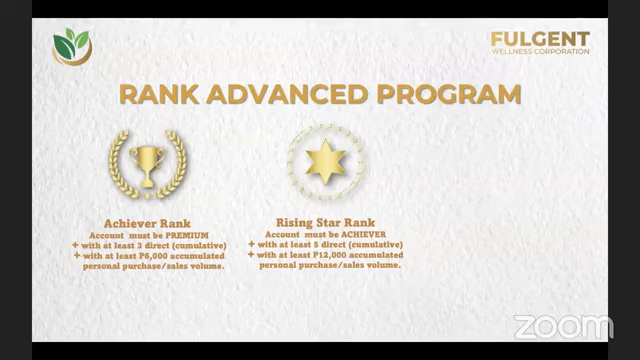 FULGENT
WELLNESS CORPORATION
RANK ADVANCED PROGRAM
Achiever Rank
Account must be PREMIUM
+ with at least 3 direct (cumulative)
+ with at least P6,000 accumulated
personal purchase/sales volume.
Rising Star Rank
Account must be ACHIEVER
+ with at least 5 direct (cumulative)
+ with at least P12,000 accumulated
personal purchase/sales volume.
zoom